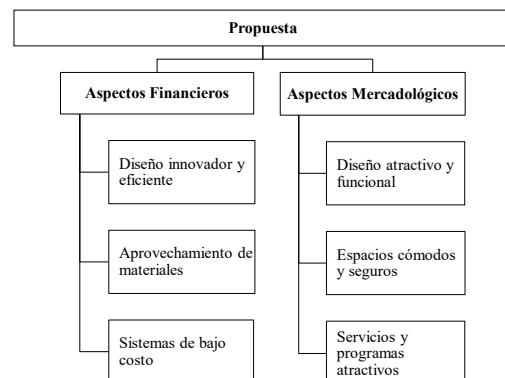 Propuesta
Aspectos Financieros
Diseño innovador y
eficiente
Aprovechamiento de
materiales
Sistemas de bajo
costo
Aspectos Mercadológicos
Diseño atractivo y
funcional
Espacios cómodos
y seguros
Servicios y
programas
atractivos